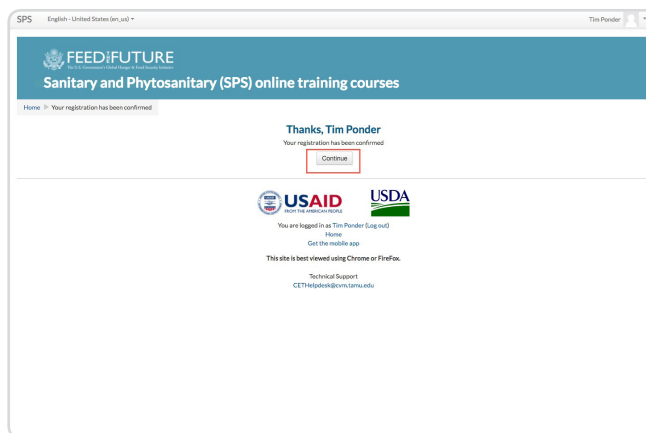 SPS English - United States (en_us) Tim Ponder
FEEDTHEFUTURE
The U.S. Government's Global Hunger & Food Security Initiative
Sanitary and Phytosanitary (SPS) online training courses
Home Your registration has been confirmed
Thanks, Tim Ponder
Your registration has been confirmed
Continue
USAID USDA
FROM THE AMERICAN PEOPLE
You are logged in as Tim Ponder (Log out)
Home
Get the mobile app
This site is best viewed using Chrome or FireFox.
Technical Support
CETHelpdesk@cvm.tamu.edu